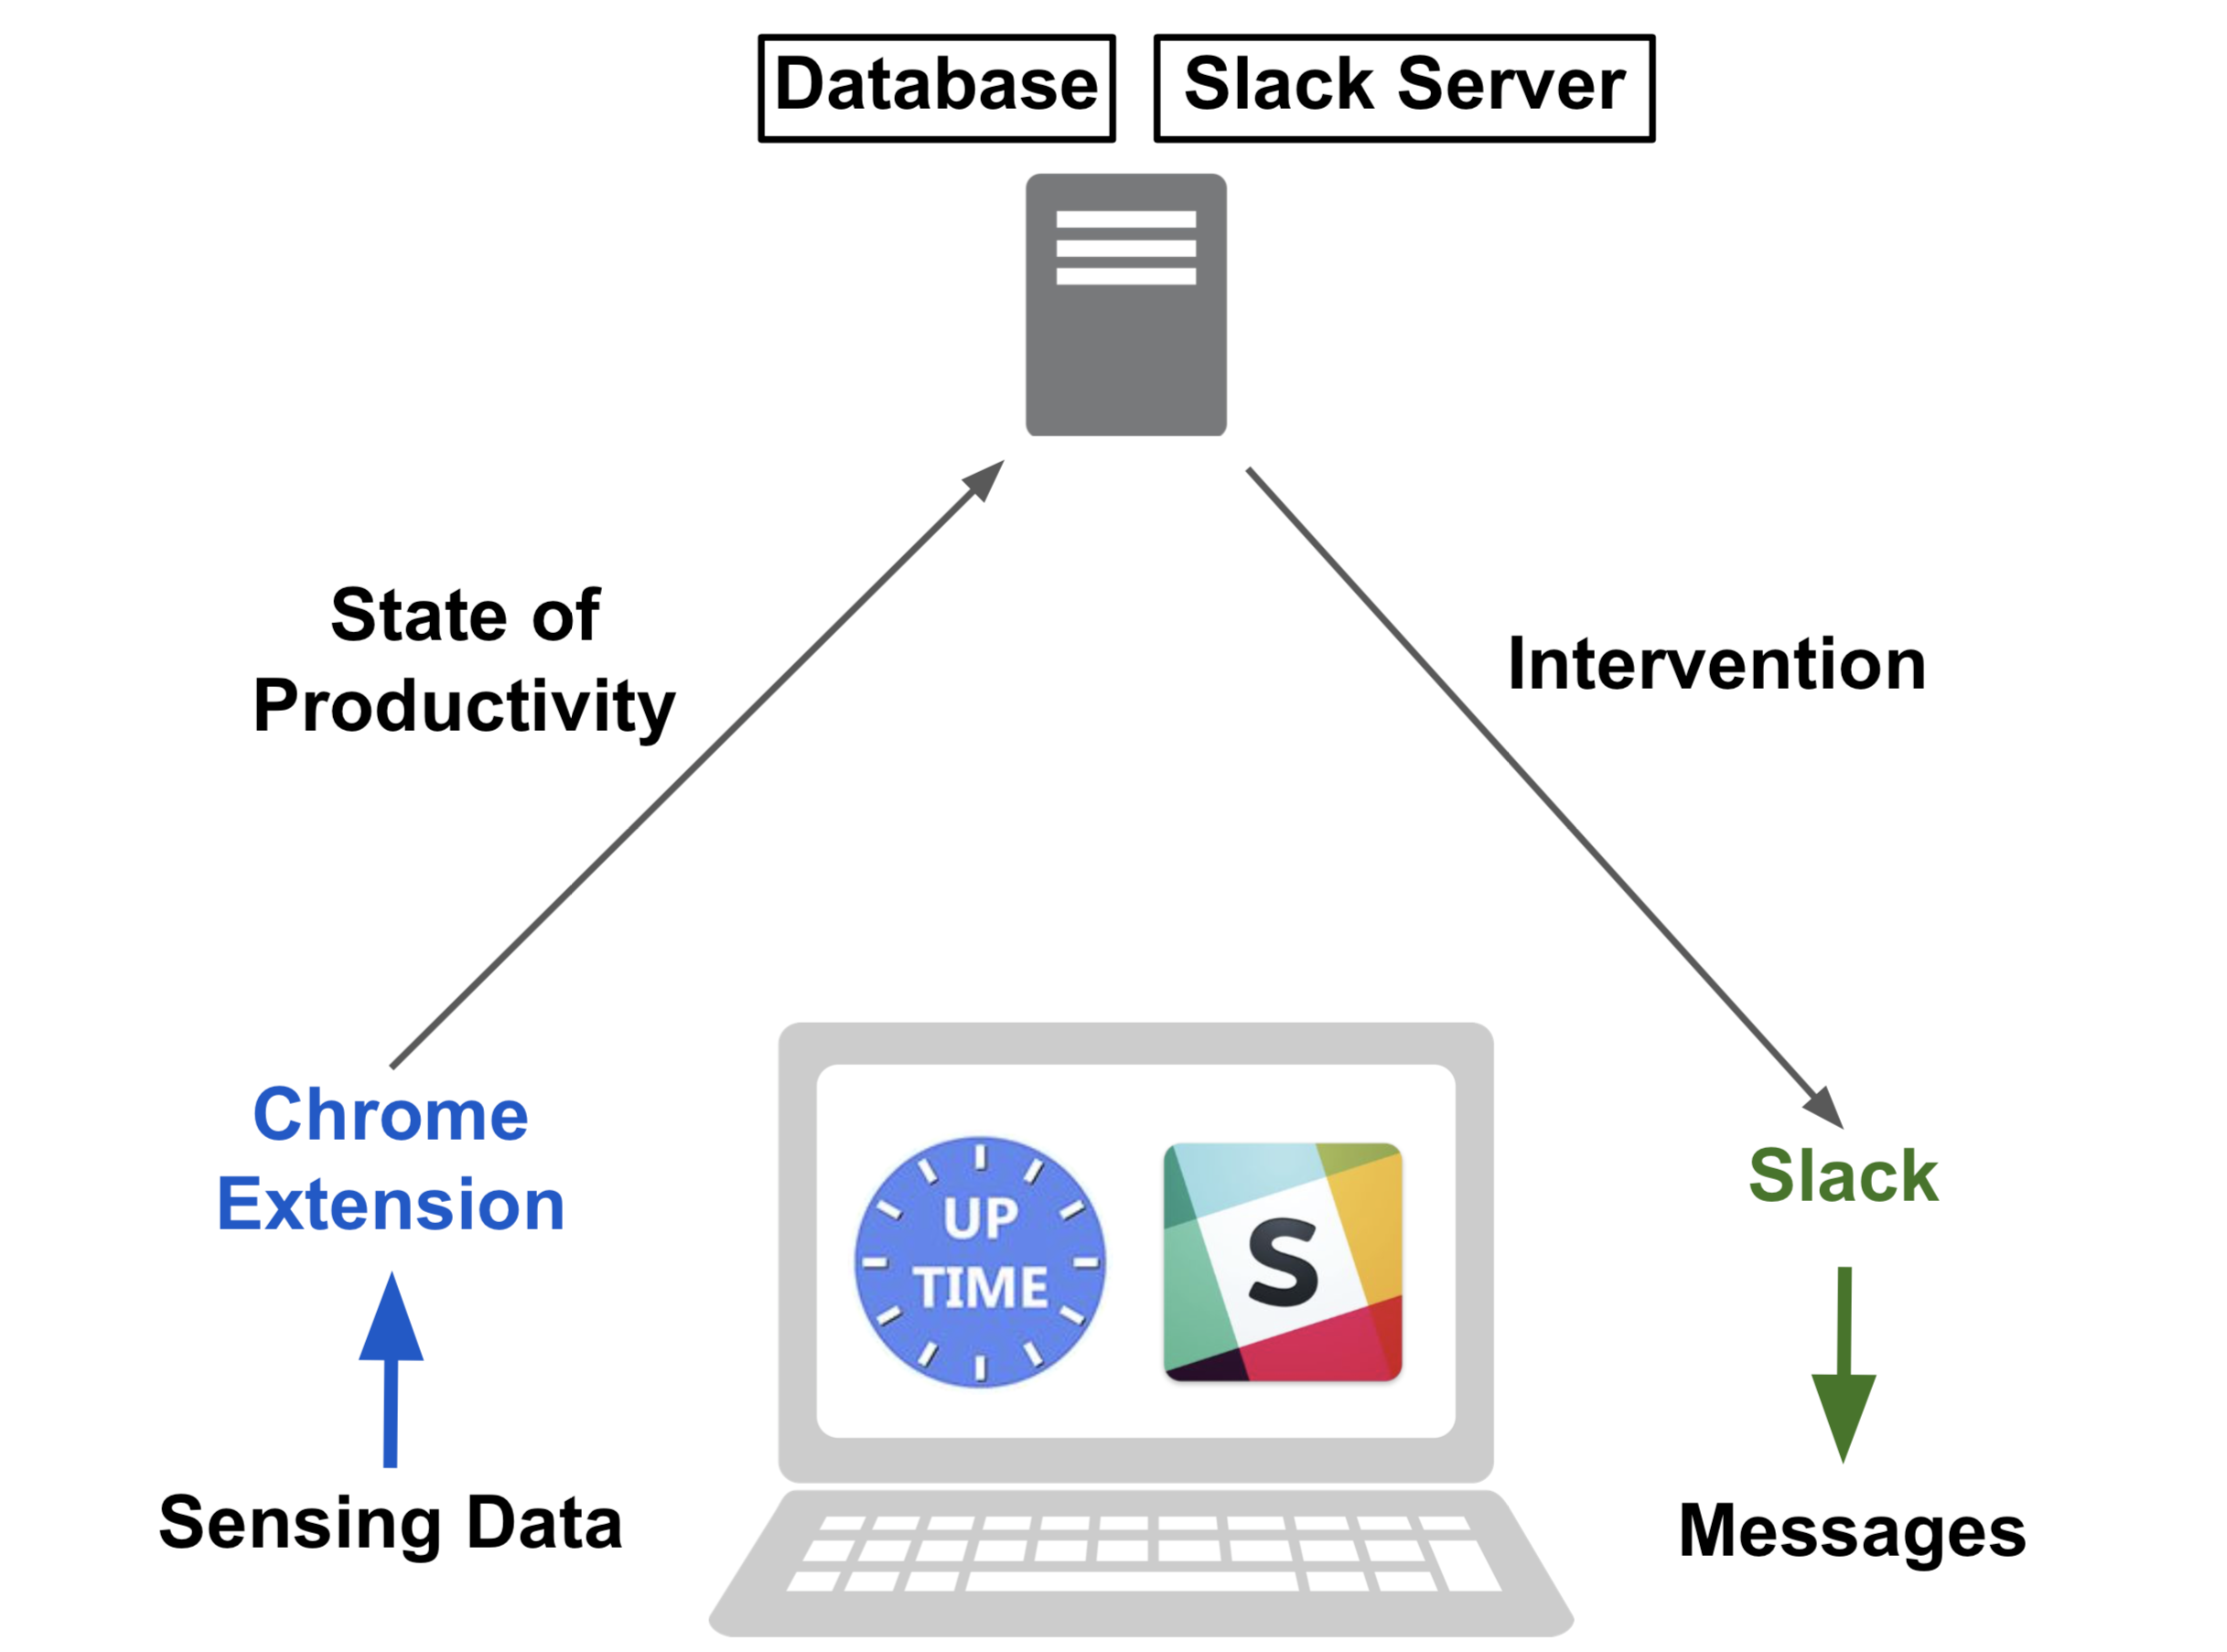 Database
Slack Server
State of
Productivity
Intervention
Chrome
Extension
UP
TIME
S
Slack
Sensing Data
Messages